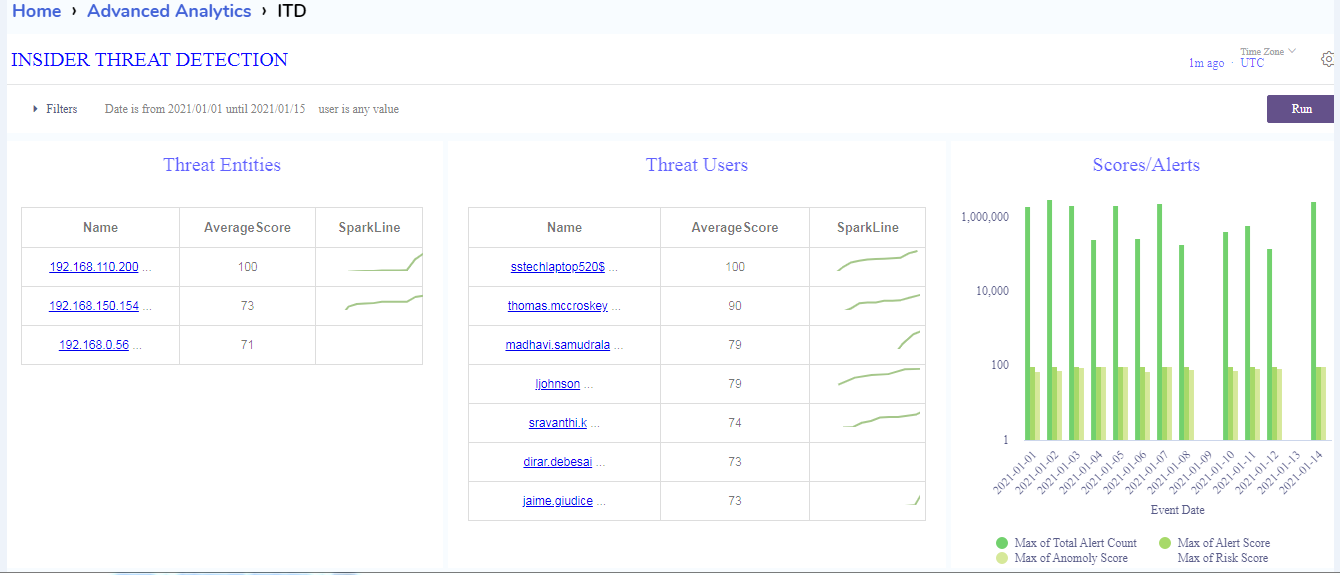 Home › Advanced Analytics › ITD
INSIDER THREAT DETECTION
Time Zone
1m ago · UTC
Filters Date is from 2021/01/01 until 2021/01/15 user is any value
Run
Threat Entities
Name AverageScore SparkLine
192.168.110.200 ... 100
192.168.150.154 ... 73
192.168.0.56 ... 71
Threat Users
Name AverageScore SparkLine
sstechlaptop520$ ... 100
thomas.mccroskey ... 90
madhavi.samudrala ... 79
ljohnson ... 79
sravanthi.k ... 74
dirar.debesai ... 73
jaime.giudice ... 73
Scores/Alerts
1,000,000
10,000
100
1
2021-01-01
2021-01-02
2021-01-03
2021-01-04
2021-01-05
2021-01-06
2021-01-07
2021-01-08
2021-01-09
2021-01-10
2021-01-11
2021-01-12
2021-01-13
2021-01-14
Event Date
Max of Total Alert Count Max of Alert Score
Max of Anomoly Score Max of Risk Score